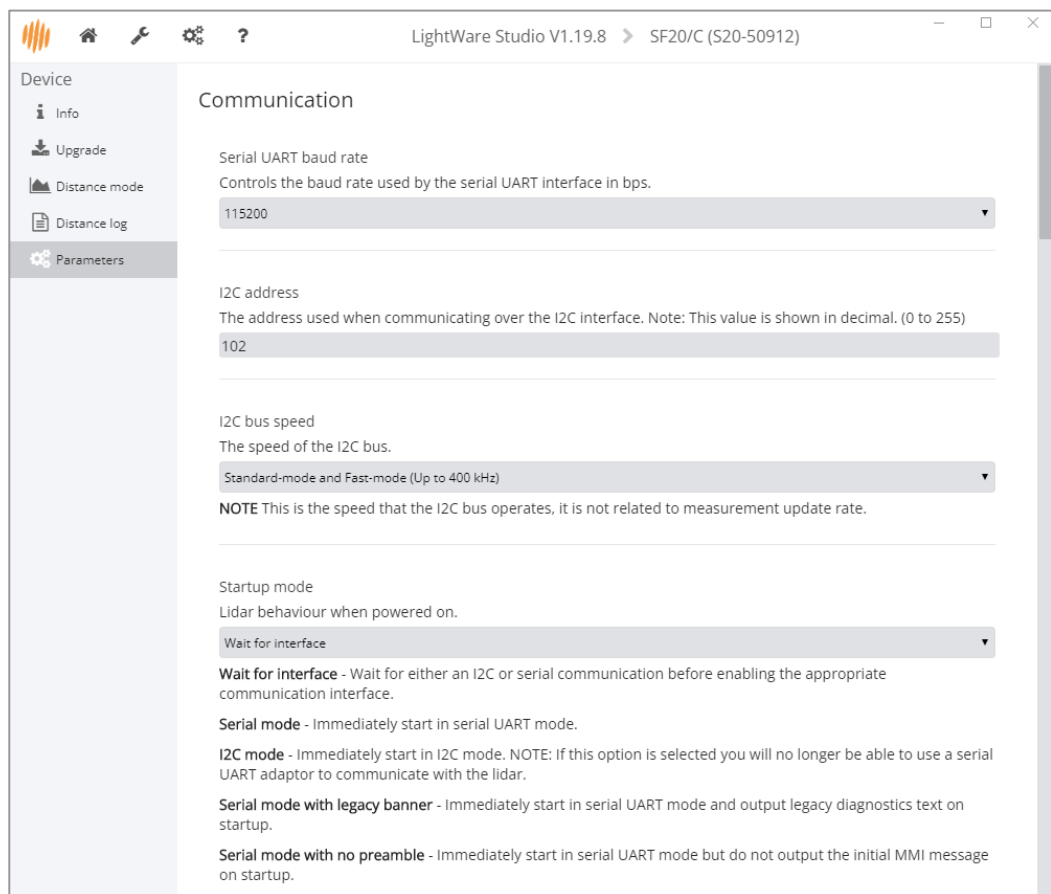 LightWare Studio V1.19.8 > SF20/C (S20-50912)
Device
Info
Upgrade
Distance mode
Distance log
Parameters
Communication
Serial UART baud rate
Controls the baud rate used by the serial UART interface in bps.
115200
I2C address
The address used when communicating over the I2C interface. Note: This value is shown in decimal. (0 to 255)
102
I2C bus speed
The speed of the I2C bus.
Standard-mode and Fast-mode (Up to 400 kHz)
NOTE This is the speed that the I2C bus operates, it is not related to measurement update rate.
Startup mode
Lidar behaviour when powered on.
Wait for interface
Wait for interface - Wait for either an I2C or serial communication before enabling the appropriate
communication interface.
Serial mode - Immediately start in serial UART mode.
I2C mode - Immediately start in I2C mode. NOTE: If this option is selected you will no longer be able to use a serial
UART adaptor to communicate with the lidar.
Serial mode with legacy banner - Immediately start in serial UART mode and output legacy diagnostics text on
startup.
Serial mode with no preamble - Immediately start in serial UART mode but do not output the initial MMI message
on startup.